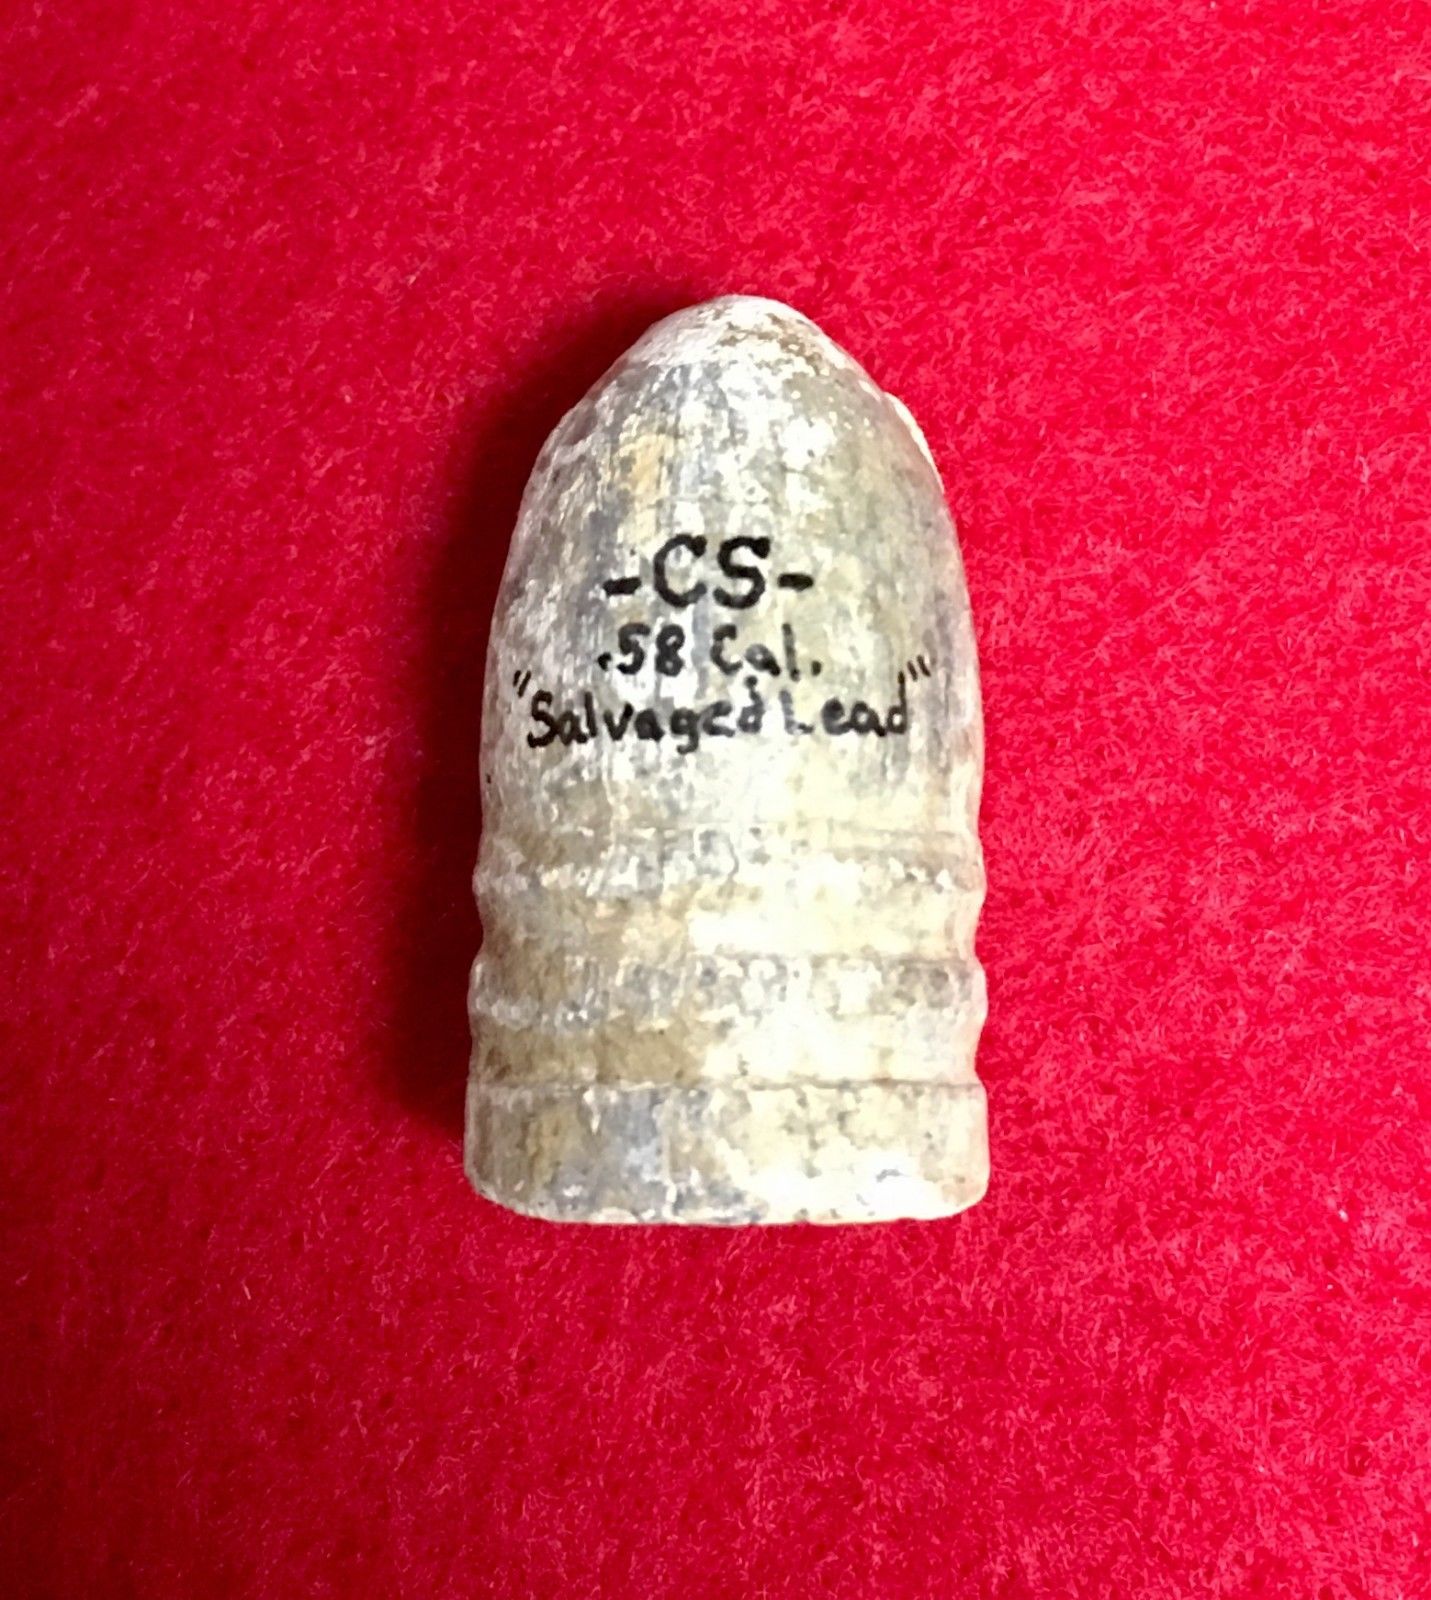 -CS-
.58 Cal.
"Salvaged Lead"